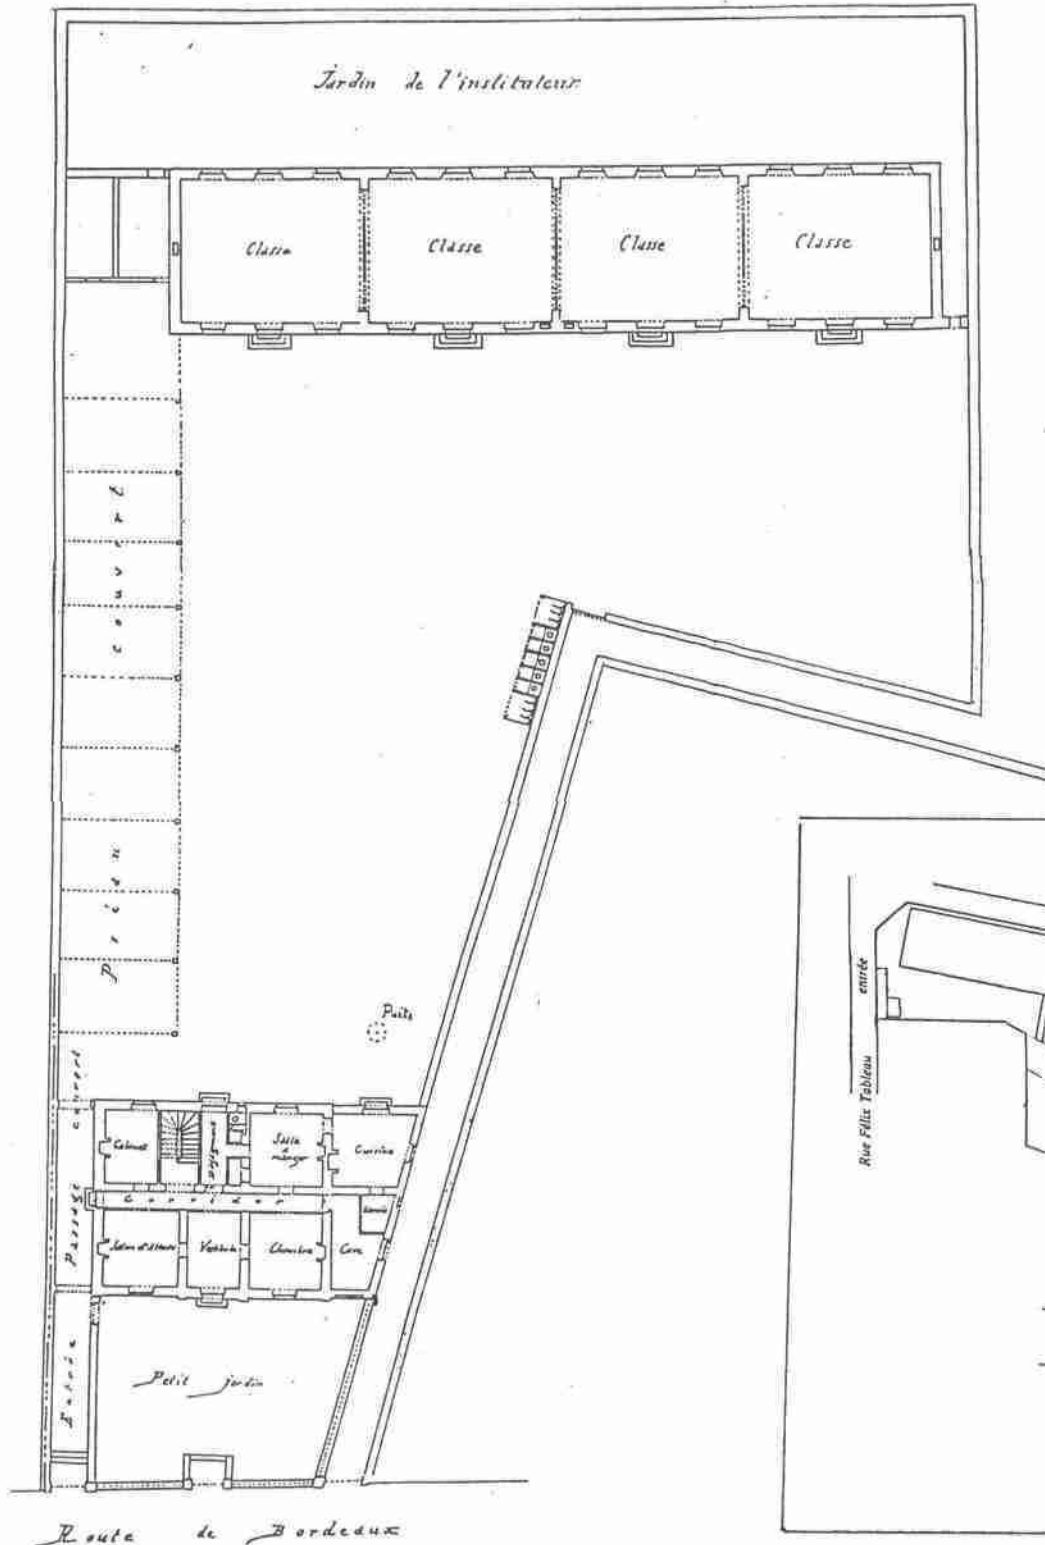 Jardin de l'instituteur
Classe
Classe
Classe
Classe
Préau couvert
Puits
Passage couvert
Cabinet
Dégagement
Salle à manger
Cuisine
Corridor
Salon d'attente
Vestibule
Chambre
Cave
Entrée
Petit jardin
Route de Bordeaux
Rue Félix Tableau
entrée